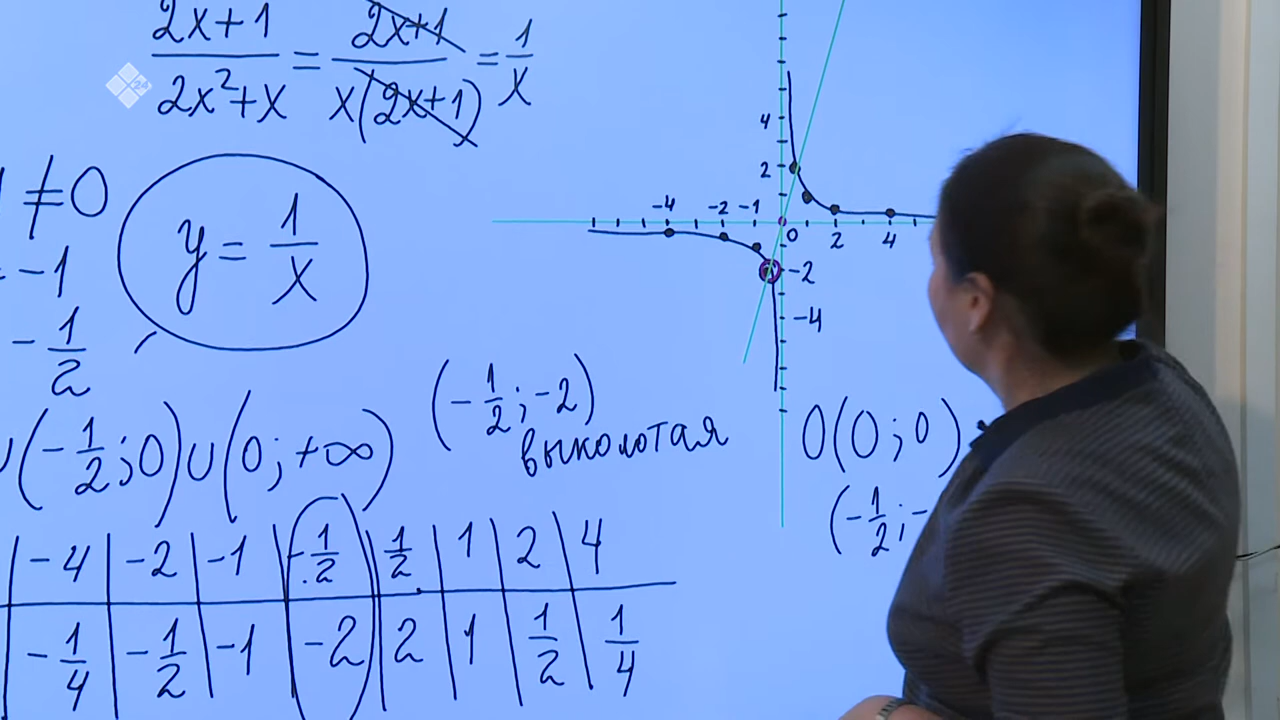 (2x+1)/(2x²+x) = (2x+1)/(x(2x+1)) = 1/x
24
≠0
= -1
-1/2
y = 1/x
4
2
-4 -2 -1 0 2 4
-2
-4
(-1/2; -2)
выколотая
∪(-1/2; 0)∪(0; +∞)
O(0; 0)
(-1/2; -
-4 | -2 | -1 | -1/2 | 1/2 | 1 | 2 | 4
-1/4 | -1/2 | -1 | -2 | 2 | 1 | 1/2 | 1/4